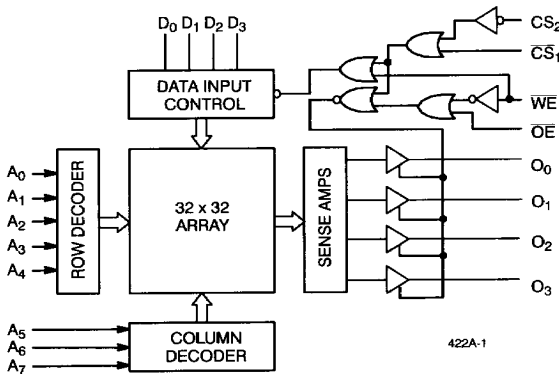 D0 D1 D2 D3
CS2
CS1
WE
OE
DATA INPUT
CONTROL
A0
A1
A2
A3
A4
ROW DECODER
32 x 32
ARRAY
SENSE AMPS
O0
O1
O2
O3
A5
A6
A7
COLUMN
DECODER
422A-1